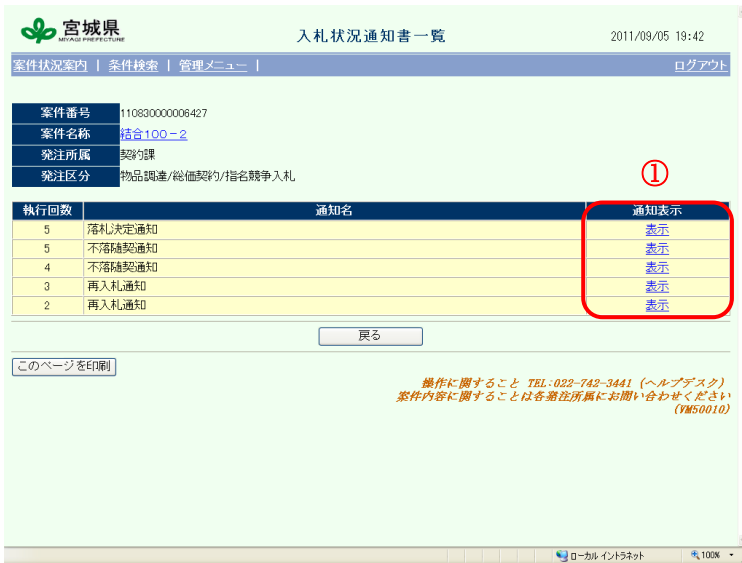 宮城県
MIYAGI PREFECTURE
入札状況通知書一覧
2011/09/05 19:42
案件状況案内 | 条件検索 | 管理メニュー |
ログアウト
案件番号 110830000006427
案件名称 結合100-2
発注所属 契約課
発注区分 物品調達/総価契約/指名競争入札
①
執行回数 通知名 通知表示
5 落札決定通知 表示
5 不落随契通知 表示
4 不落随契通知 表示
3 再入札通知 表示
2 再入札通知 表示
戻る
このページを印刷
操作に関すること TEL:022-742-3441 (ヘルプデスク)
案件内容に関することは各発注所属にお問い合わせください
(VM50010)
ローカル イントラネット 100%